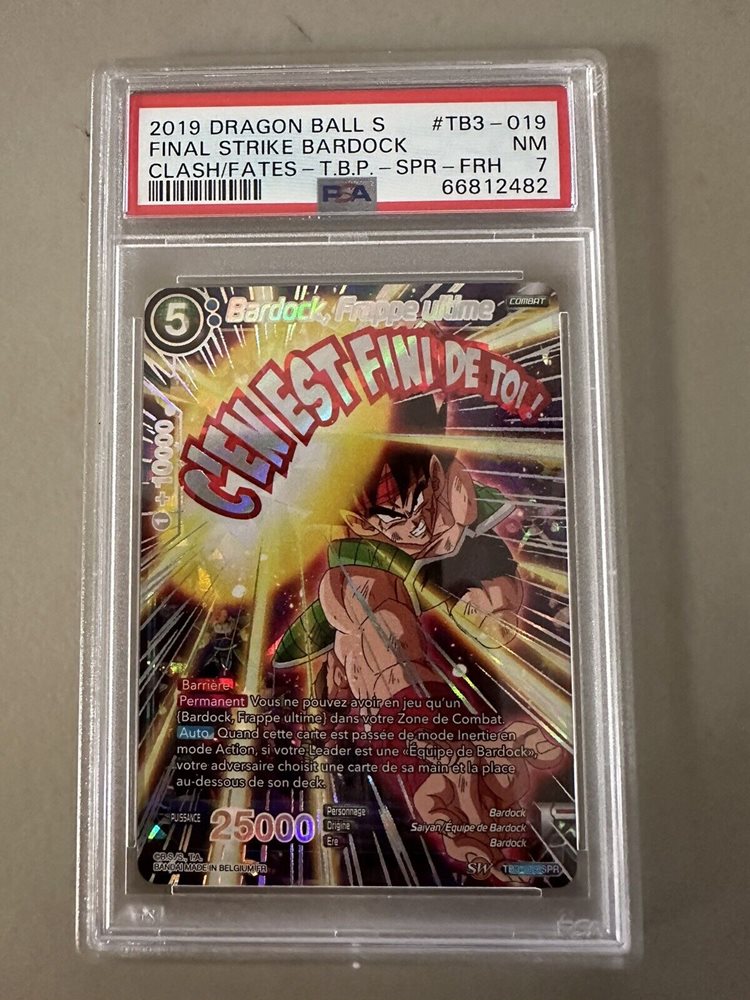 2019 DRAGON BALL S #TB3-019
FINAL STRIKE BARDOCK NM
CLASH/FATES-T.B.P.-SPR-FRH 7
PSA 66812482
5 Bardock, Frappe ultime COMBAT
C'EN EST FINI DE TOI!
1 +10000
Barrière
Permanent Vous ne pouvez avoir en jeu qu'un
{Bardock, Frappe ultime} dans votre Zone de Combat.
Auto Quand cette carte est passée de mode Inertie en
mode Action, si votre Leader est une «Équipe de Bardock»,
votre adversaire choisit une carte de sa main et la place
au-dessous de son deck.
PUISSANCE 25000
Personnage Bardock
Origine Saiyan/Équipe de Bardock
Ere Bardock
©B.S./S., T.A.
BANDAI MADE IN BELGIUM FR
SW SPR